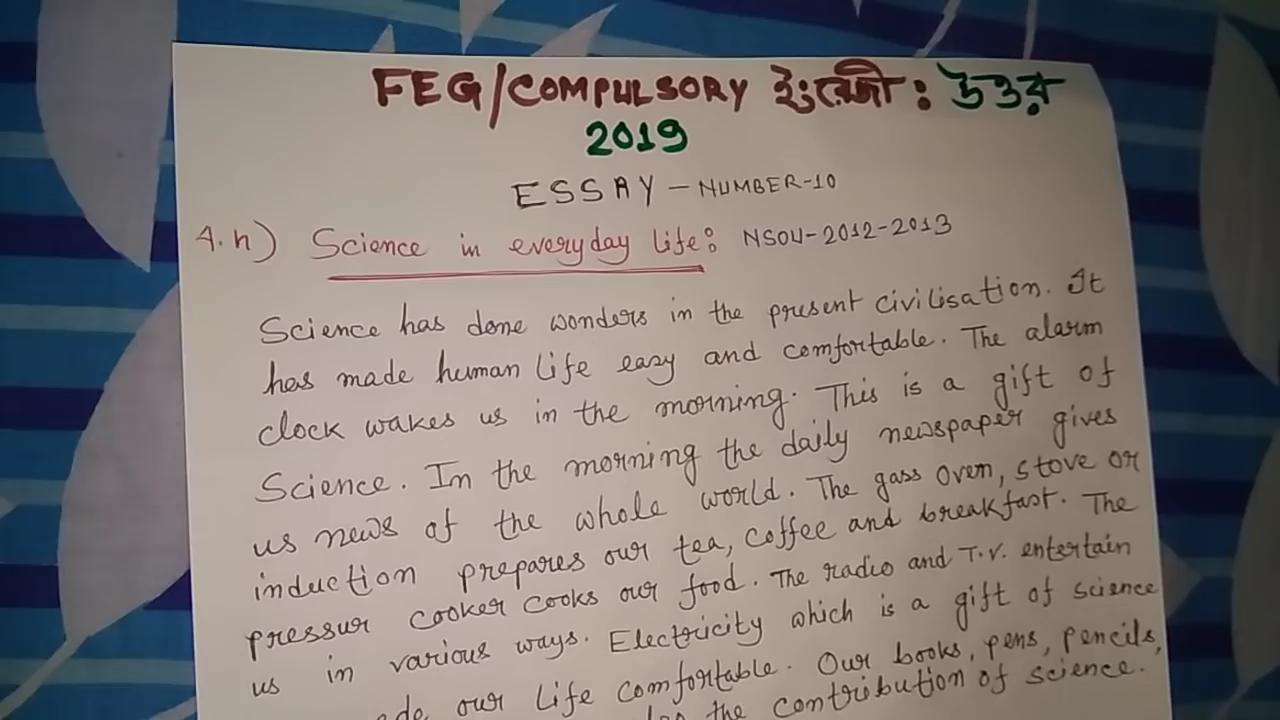 FEG/COMPULSORY ইংরেজী: উত্তর
2019
ESSAY - NUMBER-10
4.h) Science in everyday life: NSOU-2012-2013
Science has done wonders in the present civilisation. It
has made human life easy and comfortable. The alarm
clock wakes us in the morning. This is a gift of
Science. In the morning the daily newspaper gives
us news of the whole world. The gass oven, stove or
induction prepares our tea, coffee and breakfast. The
pressur cooker cooks our food. The radio and T.V. entertain
us in various ways. Electricity which is a gift of science
our life comfortable. Our books, pens, pencils,
the contribution of science.